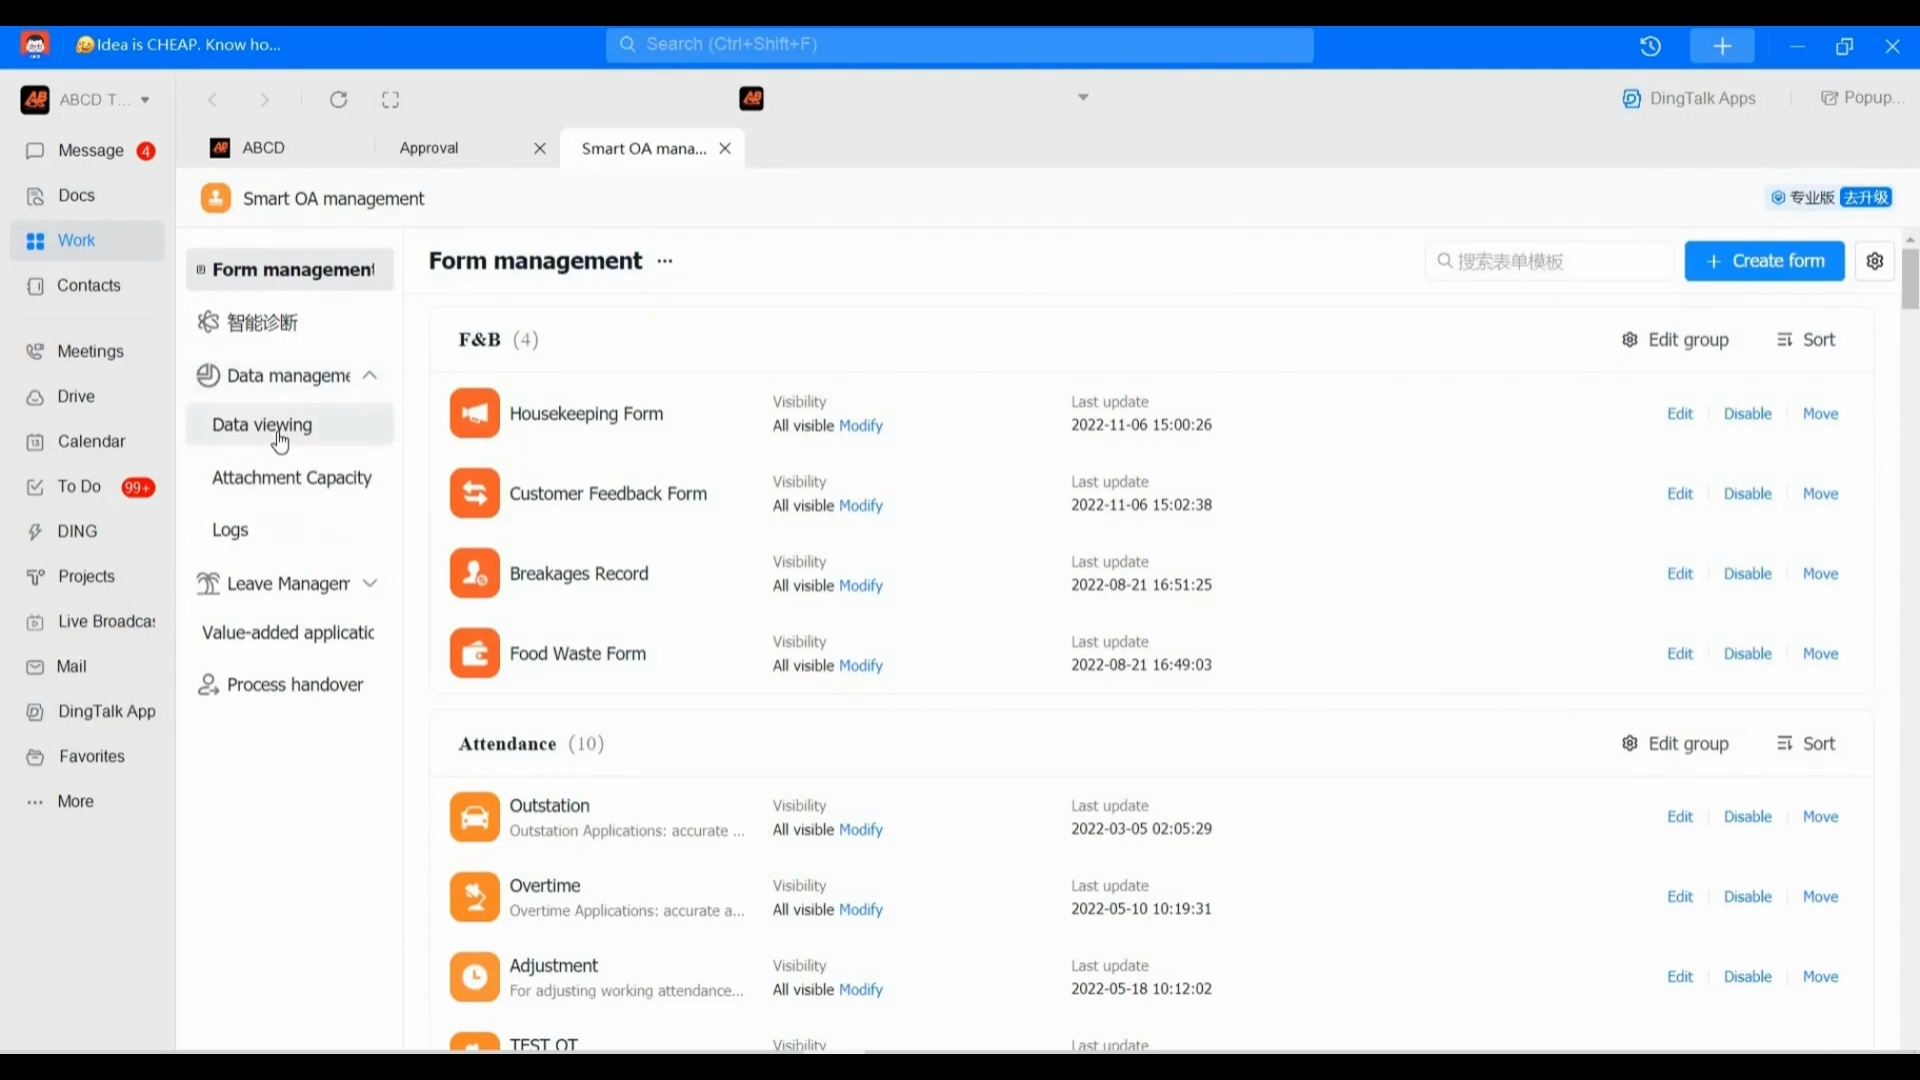 Idea is CHEAP. Know ho...
Search (Ctrl+Shift+F)
ABCD T...
DingTalk Apps
Popup...
Message 4
Docs
Work
Contacts
Meetings
Drive
Calendar
To Do 99+
DING
Projects
Live Broadcas
Mail
DingTalk App
Favorites
More
ABCD
Approval
Smart OA mana...
Smart OA management
专业版 去升级
Form management
智能诊断
Data manageme
Data viewing
Attachment Capacity
Logs
Leave Managem
Value-added applicatio
Process handover
Form management ...
搜索表单模板
+ Create form
F&B (4)
Edit group
Sort
Housekeeping Form
Visibility
All visible Modify
Last update
2022-11-06 15:00:26
Edit Disable Move
Customer Feedback Form
Visibility
All visible Modify
Last update
2022-11-06 15:02:38
Edit Disable Move
Breakages Record
Visibility
All visible Modify
Last update
2022-08-21 16:51:25
Edit Disable Move
Food Waste Form
Visibility
All visible Modify
Last update
2022-08-21 16:49:03
Edit Disable Move
Attendance (10)
Edit group
Sort
Outstation
Outstation Applications: accurate ...
Visibility
All visible Modify
Last update
2022-03-05 02:05:29
Edit Disable Move
Overtime
Overtime Applications: accurate a...
Visibility
All visible Modify
Last update
2022-05-10 10:19:31
Edit Disable Move
Adjustment
For adjusting working attendance...
Visibility
All visible Modify
Last update
2022-05-18 10:12:02
Edit Disable Move
TEST OT
Visibility
Last update